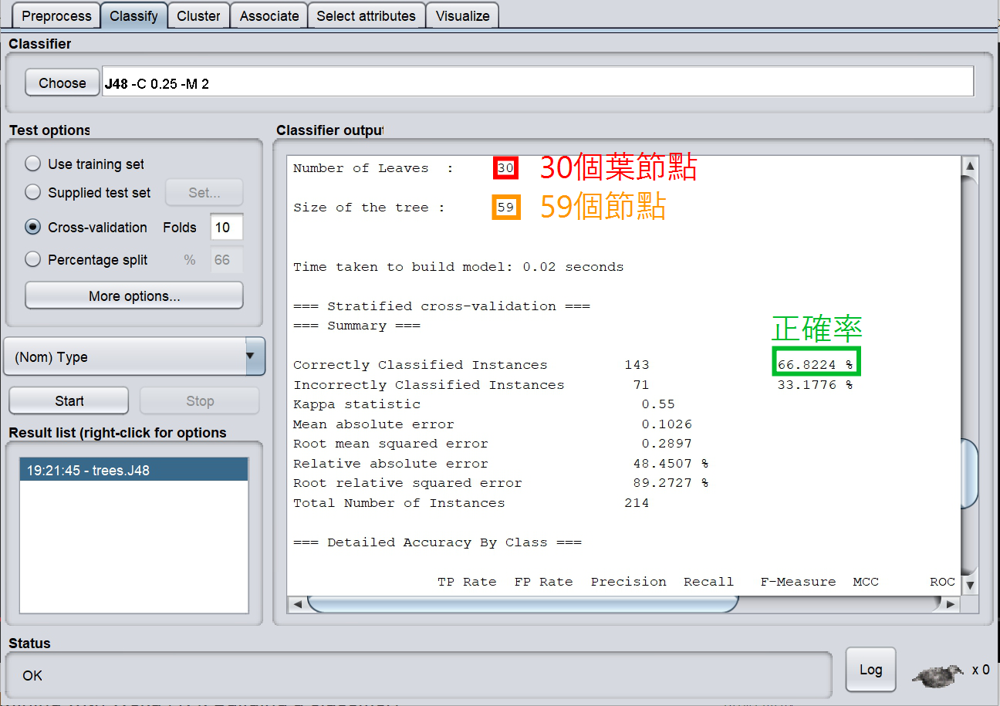 Preprocess Classify Cluster Associate Select attributes Visualize
Classifier
Choose J48 -C 0.25 -M 2
Test options
Use training set
Supplied test set Set...
Cross-validation Folds 10
Percentage split % 66
More options...
(Nom) Type
Start Stop
Result list (right-click for options
19:21:45 - trees.J48
Classifier output
Number of Leaves : 30 30個葉節點
Size of the tree : 59 59個節點
Time taken to build model: 0.02 seconds
=== Stratified cross-validation ===
=== Summary ===
正確率
Correctly Classified Instances 143 66.8224 %
Incorrectly Classified Instances 71 33.1776 %
Kappa statistic 0.55
Mean absolute error 0.1026
Root mean squared error 0.2897
Relative absolute error 48.4507 %
Root relative squared error 89.2727 %
Total Number of Instances 214
=== Detailed Accuracy By Class ===
TP Rate FP Rate Precision Recall F-Measure MCC ROC
Status
OK
Log x 0